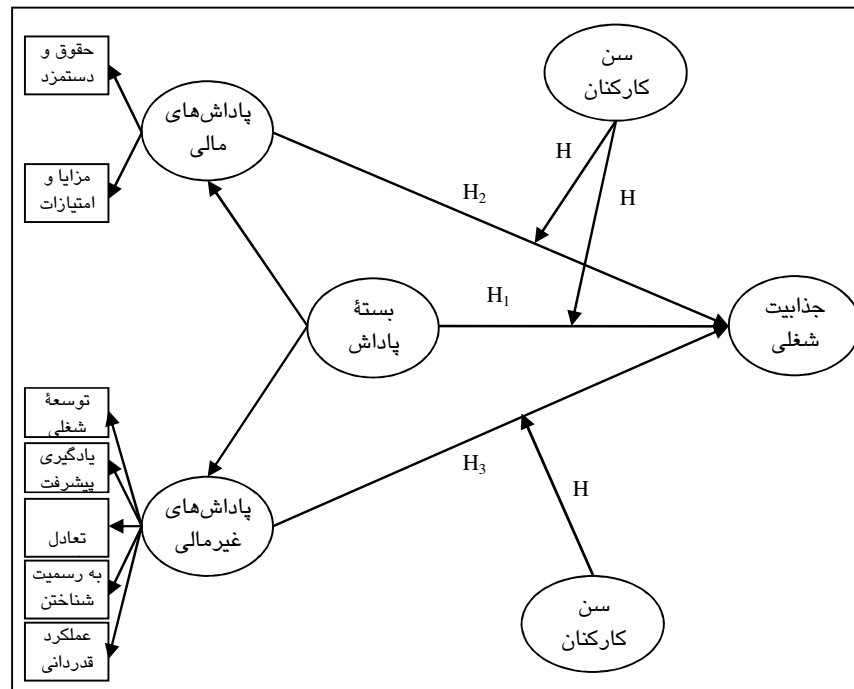 حقوق و
دستمزد
مزایا و
امتیازات
پاداش‌های
مالی
سن
کارکنان
H
H
H2
بستهٔ
پاداش
H1
جذابیت
شغلی
توسعهٔ
شغلی
یادگیری
پیشرفت
تعادل
به رسمیت
شناختن
عملکرد
قدردانی
پاداش‌های
غیرمالی
H3
H
سن
کارکنان